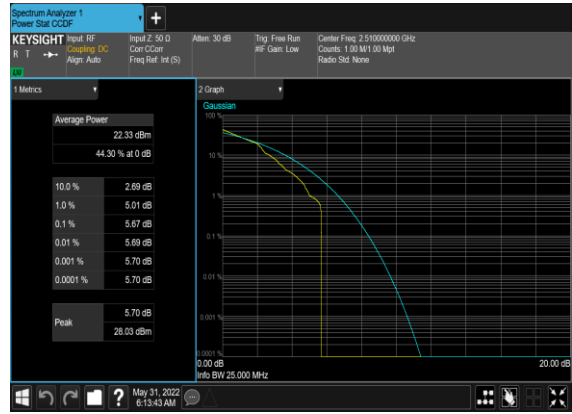 Spectrum Analyzer 1
Power Stat CCDF
+
KEYSIGHT
R T
LXI
Input: RF
Coupling: DC
Align: Auto
Input Z: 50 Ω
Corr CCorr
Freq Ref: Int (S)
Atten: 30 dB
Trig: Free Run
#IF Gain: Low
Center Freq: 2.510000000 GHz
Counts: 1.00 M/1.00 Mpt
Radio Std: None
1 Metrics
Average Power
22.33 dBm
44.30 % at 0 dB
10.0 % 2.69 dB
1.0 % 5.01 dB
0.1 % 5.67 dB
0.01 % 5.69 dB
0.001 % 5.70 dB
0.0001 % 5.70 dB
Peak
5.70 dB
28.03 dBm
2 Graph
Gaussian
100 %
10 %
1 %
0.1 %
0.01 %
0.001 %
0.0001 %
0.00 dB
20.00 dB
Info BW 25.000 MHz
?
May 31, 2022
6:13:43 AM